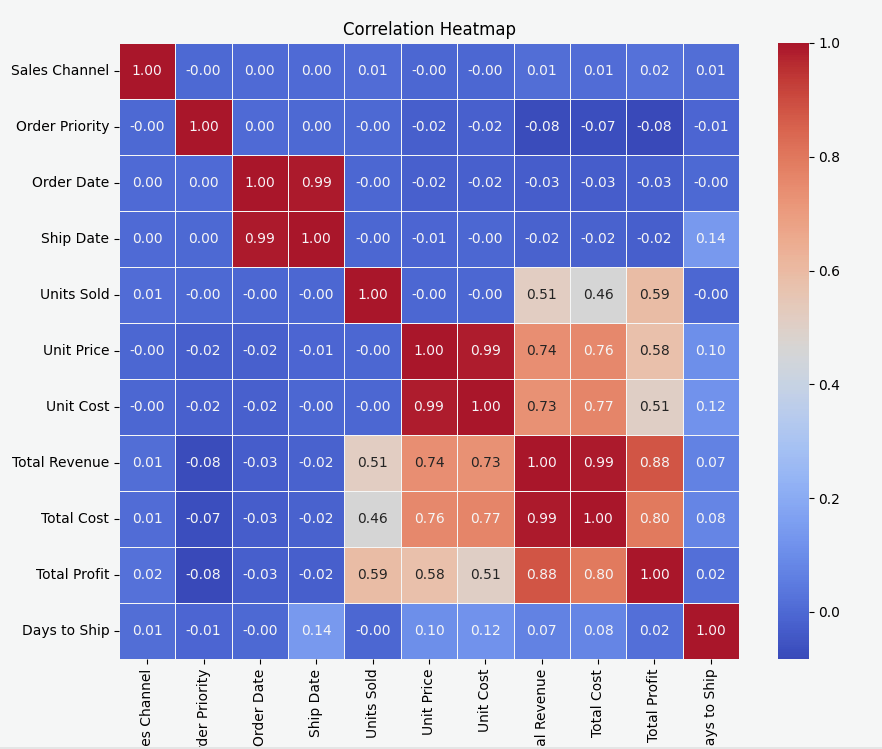 Correlation Heatmap
Sales Channel 1.00 -0.00 0.00 0.00 0.01 -0.00 -0.00 0.01 0.01 0.02 0.01 1.0
Order Priority -0.00 1.00 0.00 0.00 -0.00 -0.02 -0.02 -0.08 -0.07 -0.08 -0.01 0.8
Order Date 0.00 0.00 1.00 0.99 -0.00 -0.02 -0.02 -0.03 -0.03 -0.03 -0.00
Ship Date 0.00 0.00 0.99 1.00 -0.00 -0.01 -0.00 -0.02 -0.02 -0.02 0.14 0.6
Units Sold 0.01 -0.00 -0.00 -0.00 1.00 -0.00 -0.00 0.51 0.46 0.59 -0.00
Unit Price -0.00 -0.02 -0.02 -0.01 -0.00 1.00 0.99 0.74 0.76 0.58 0.10 0.4
Unit Cost -0.00 -0.02 -0.02 -0.00 -0.00 0.99 1.00 0.73 0.77 0.51 0.12
Total Revenue 0.01 -0.08 -0.03 -0.02 0.51 0.74 0.73 1.00 0.99 0.88 0.07 0.2
Total Cost 0.01 -0.07 -0.03 -0.02 0.46 0.76 0.77 0.99 1.00 0.80 0.08
Total Profit 0.02 -0.08 -0.03 -0.02 0.59 0.58 0.51 0.88 0.80 1.00 0.02 0.0
Days to Ship 0.01 -0.01 -0.00 0.14 -0.00 0.10 0.12 0.07 0.08 0.02 1.00
es Channel
der Priority
Order Date
Ship Date
Units Sold
Unit Price
Unit Cost
al Revenue
Total Cost
Total Profit
ays to Ship